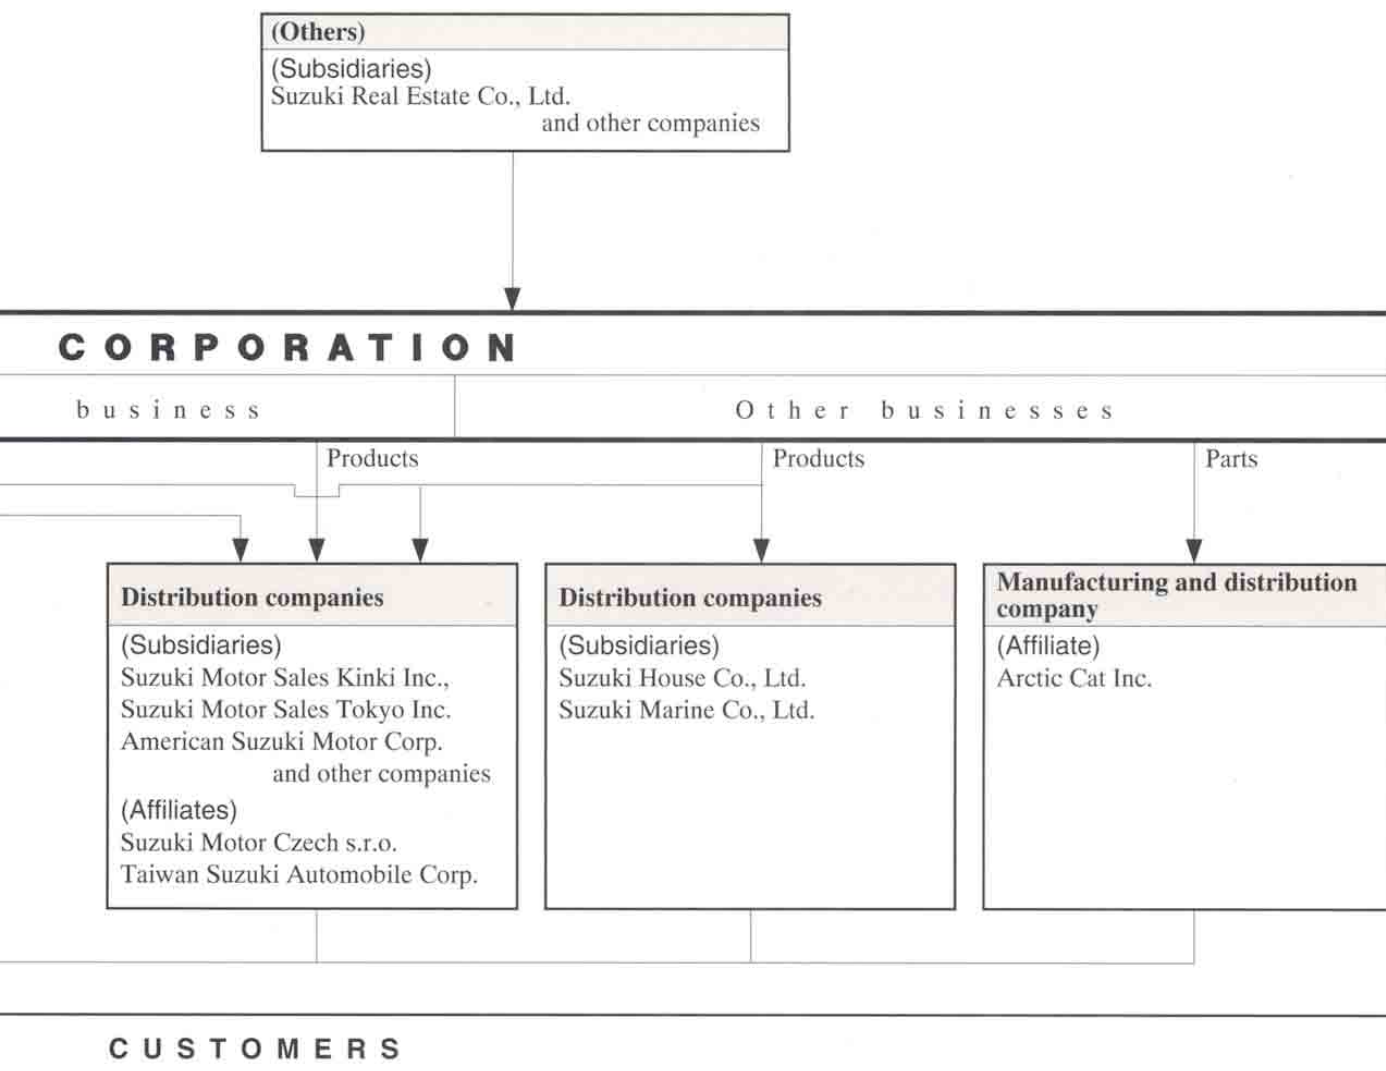 (Others)
(Subsidiaries)
Suzuki Real Estate Co., Ltd.
and other companies
CORPORATION
business
Other businesses
Products
Products
Parts
Distribution companies
(Subsidiaries)
Suzuki Motor Sales Kinki Inc.,
Suzuki Motor Sales Tokyo Inc.
American Suzuki Motor Corp.
and other companies
(Affiliates)
Suzuki Motor Czech s.r.o.
Taiwan Suzuki Automobile Corp.
Distribution companies
(Subsidiaries)
Suzuki House Co., Ltd.
Suzuki Marine Co., Ltd.
Manufacturing and distribution
company
(Affiliate)
Arctic Cat Inc.
CUSTOMERS